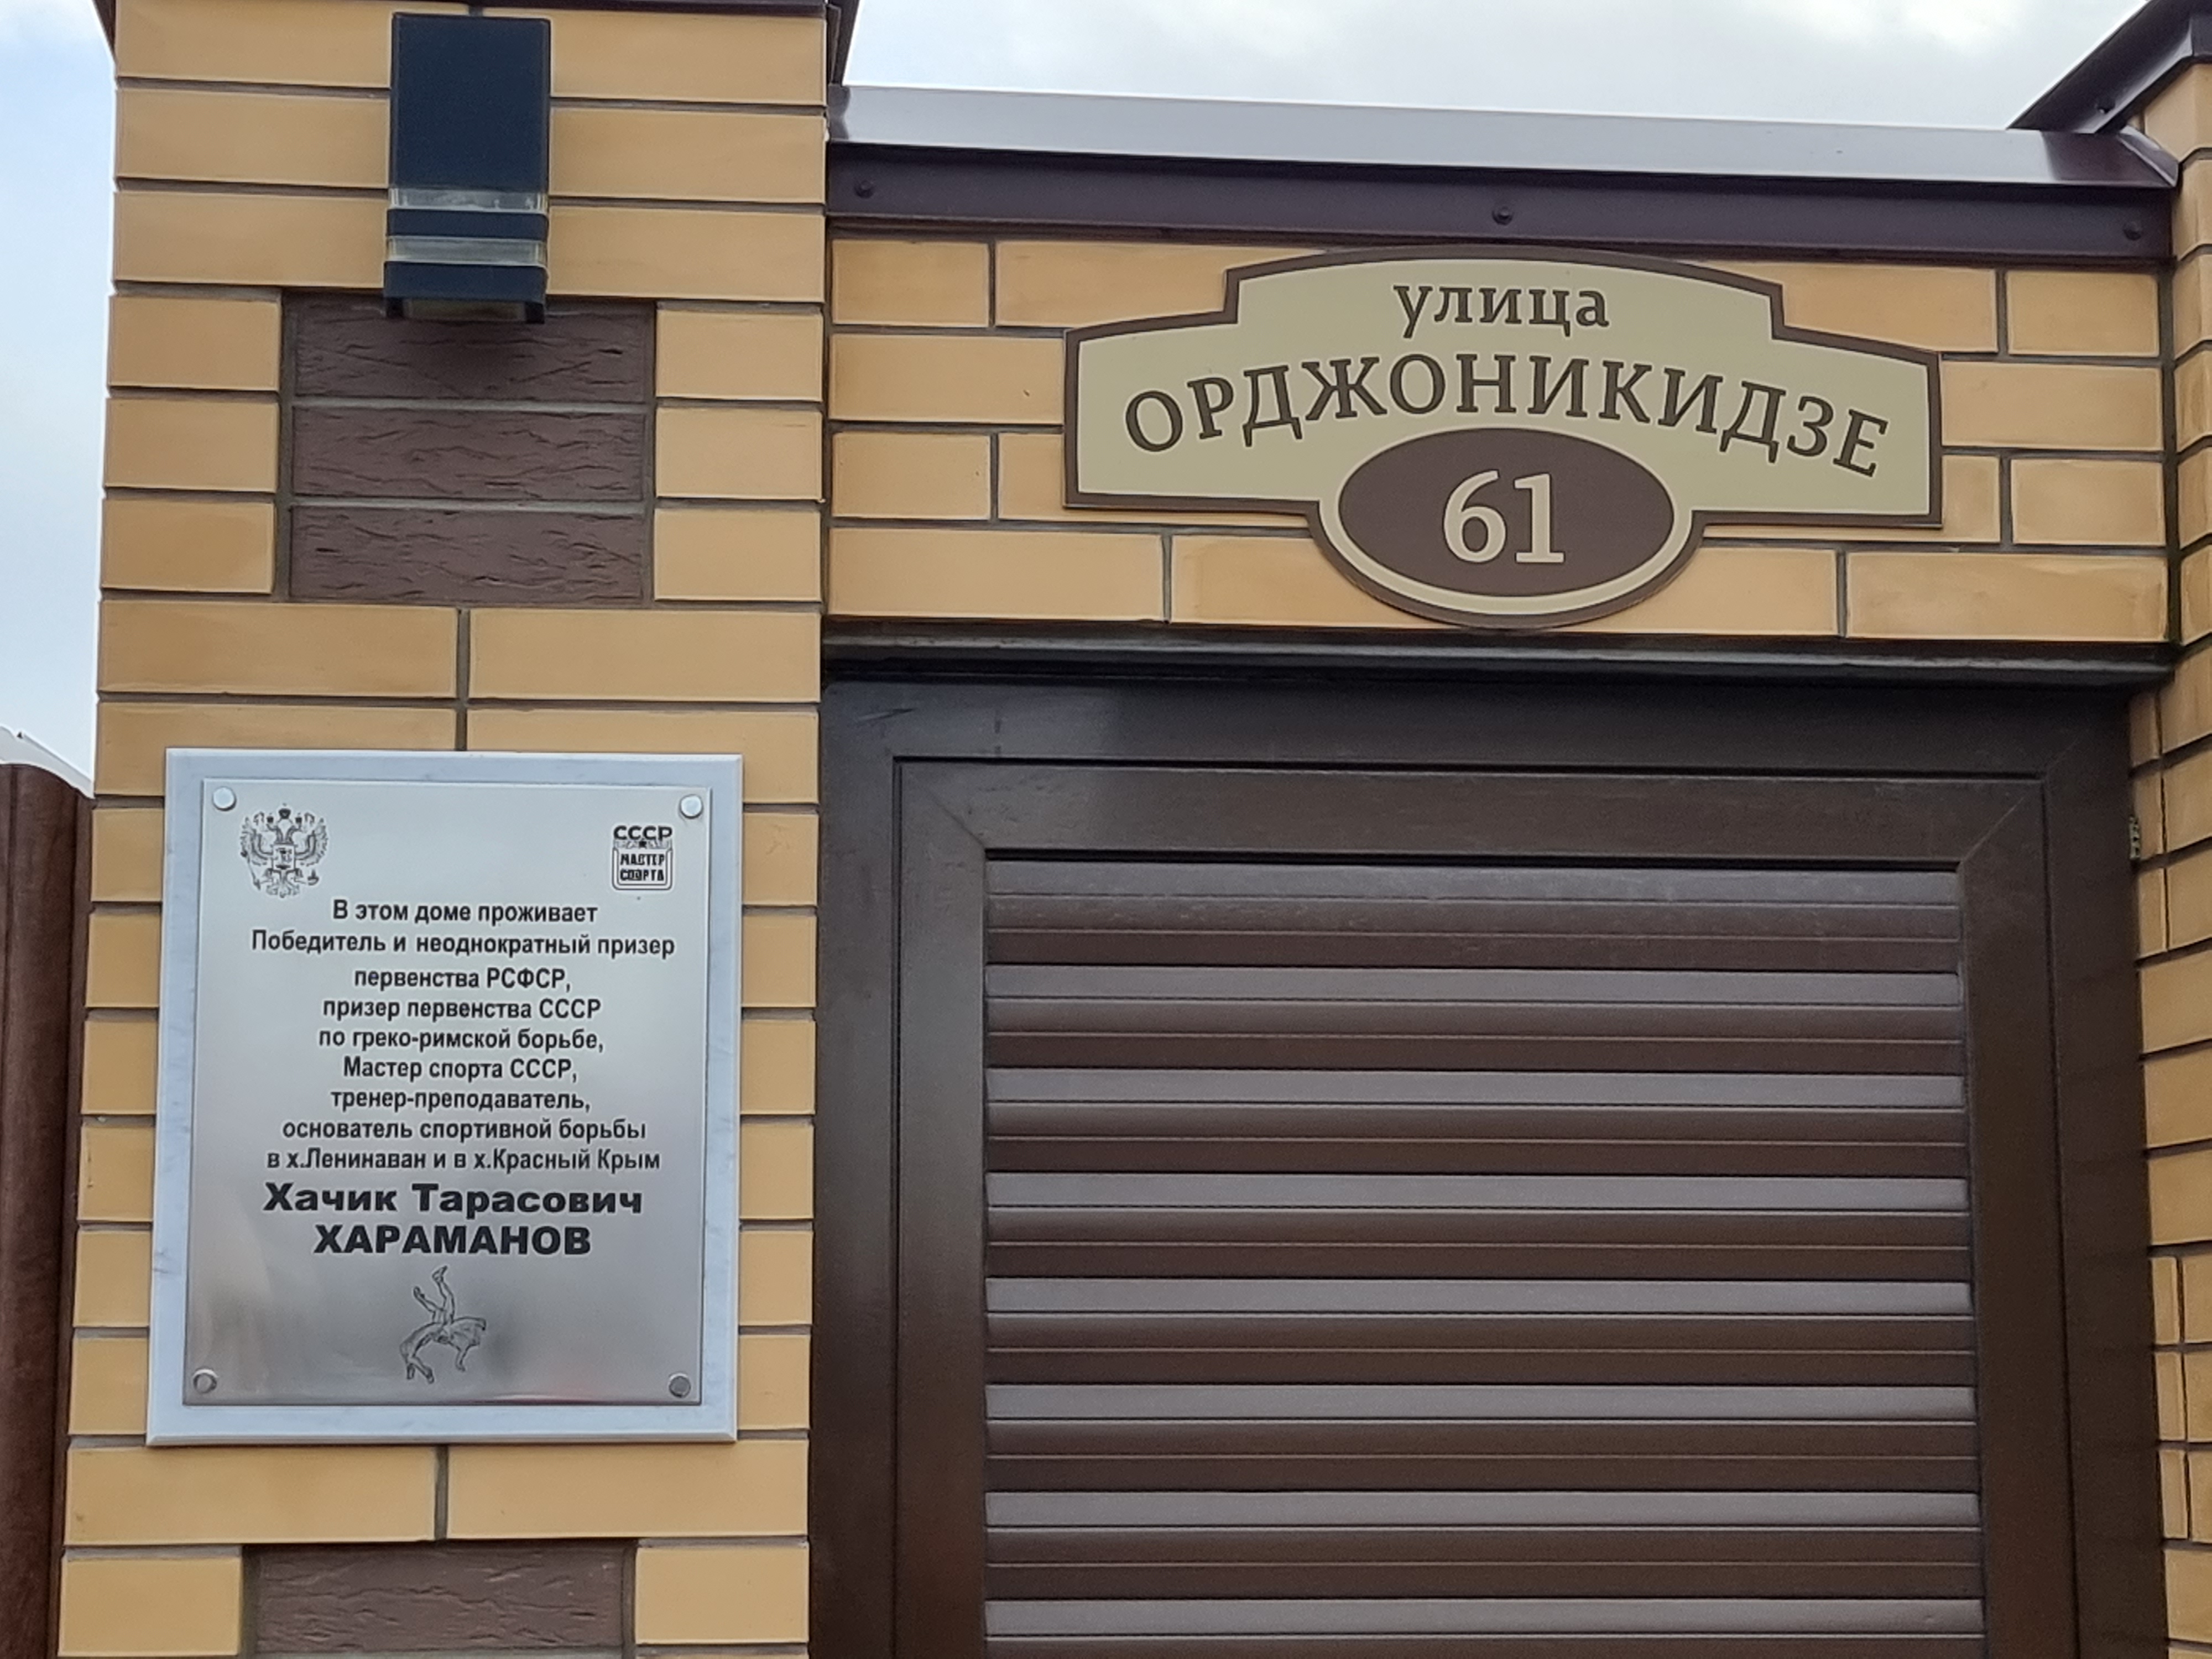 улица
ОРДЖОНИКИДЗЕ
61
СССР
МАСТЕР
СПОРТА
В этом доме проживает
Победитель и неоднократный призер
первенства РСФСР,
призер первенства СССР
по греко-римской борьбе,
Мастер спорта СССР,
тренер-преподаватель,
основатель спортивной борьбы
в х.Ленинаван и в х.Красный Крым
Хачик Тарасович
ХАРАМАНОВ